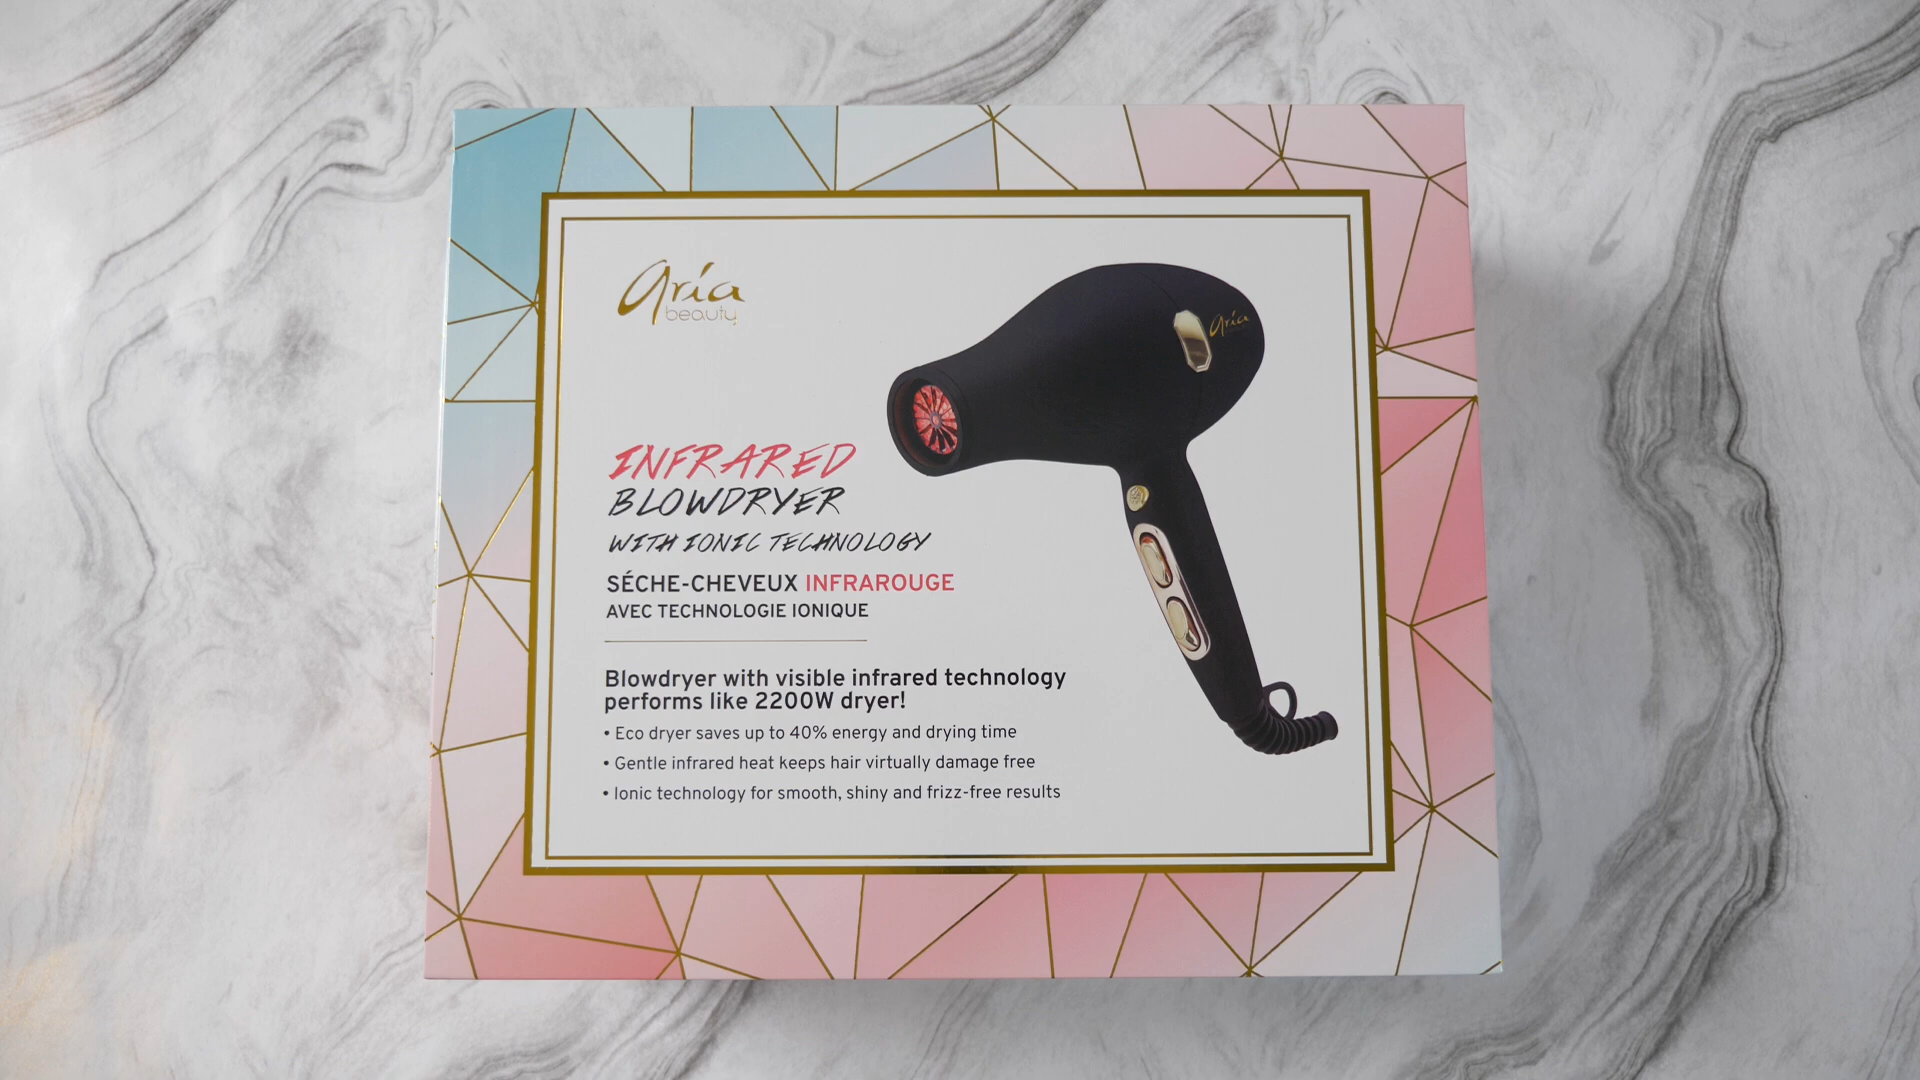 aria
beauty
aria
INFRARED
BLOWDRYER
WITH IONIC TECHNOLOGY
SÉCHE-CHEVEUX INFRAROUGE
AVEC TECHNOLOGIE IONIQUE
Blowdryer with visible infrared technology
performs like 2200W dryer!
• Eco dryer saves up to 40% energy and drying time
• Gentle infrared heat keeps hair virtually damage free
• Ionic technology for smooth, shiny and frizz-free results